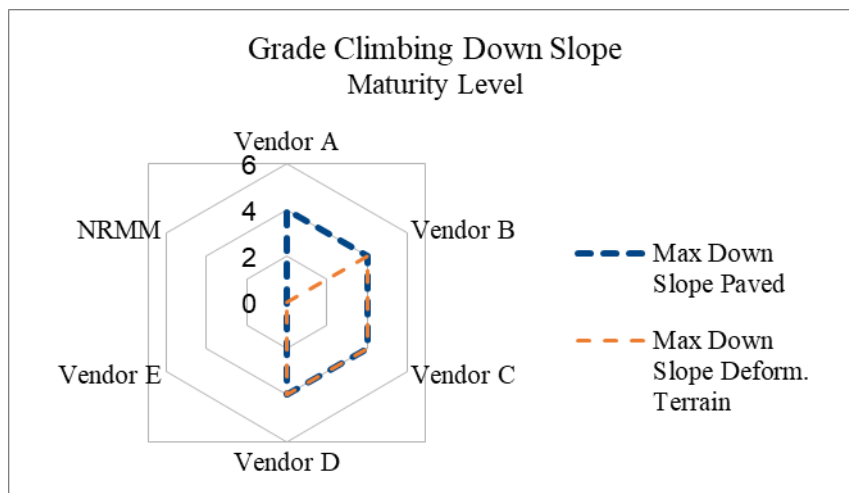 Grade Climbing Down Slope
Maturity Level
Vendor A
6
NRMM
4
Vendor B
2
0
Vendor E
Vendor C
Vendor D
Max Down
Slope Paved
Max Down
Slope Deform.
Terrain